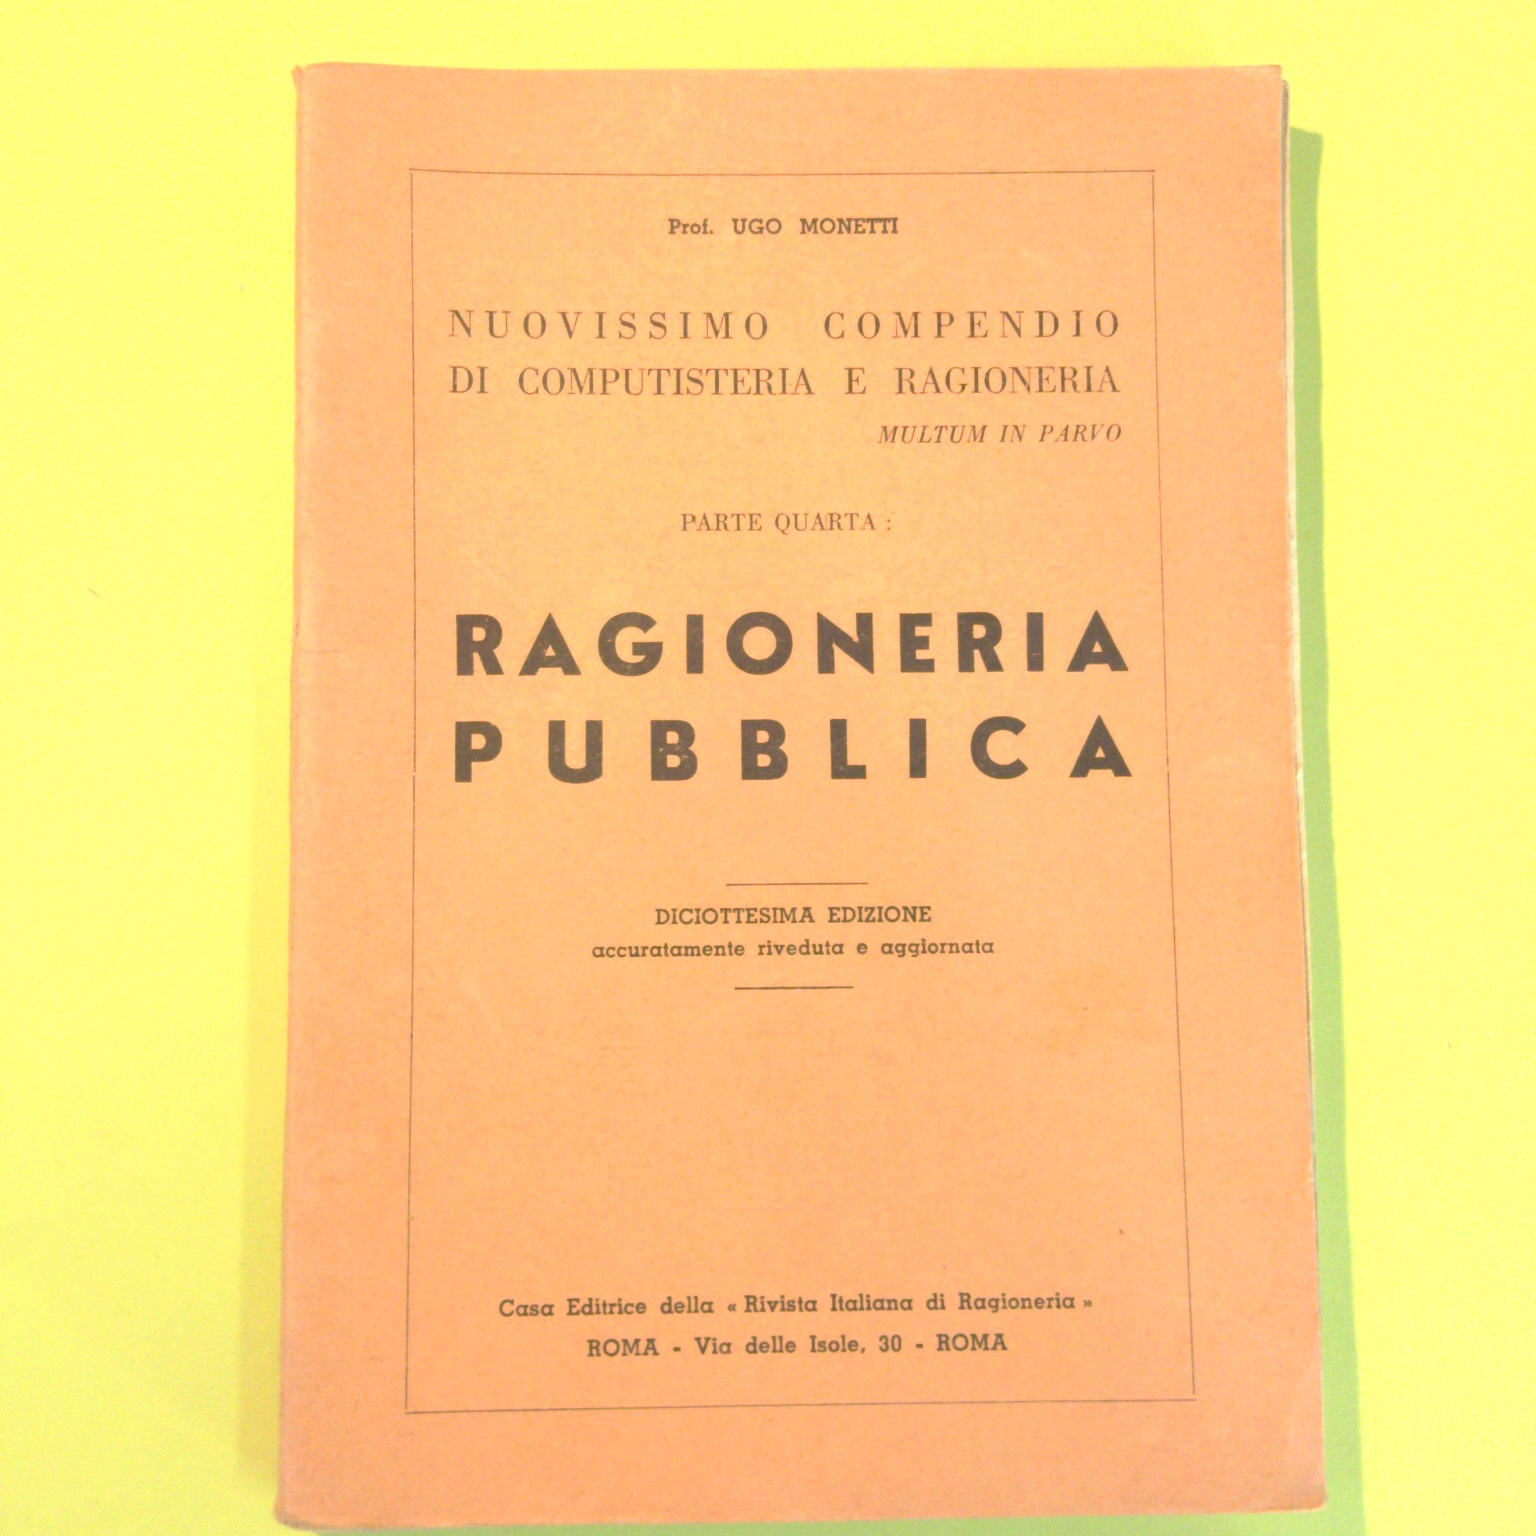 Prof. UGO MONETTI
NUOVISSIMO COMPENDIO
DI COMPUTISTERIA E RAGIONERIA
MULTUM IN PARVO
PARTE QUARTA :
RAGIONERIA
PUBBLICA
DICIOTTESIMA EDIZIONE
accuratamente riveduta e aggiornata
Casa Editrice della « Rivista Italiana di Ragioneria »
ROMA - Via delle Isole, 30 - ROMA